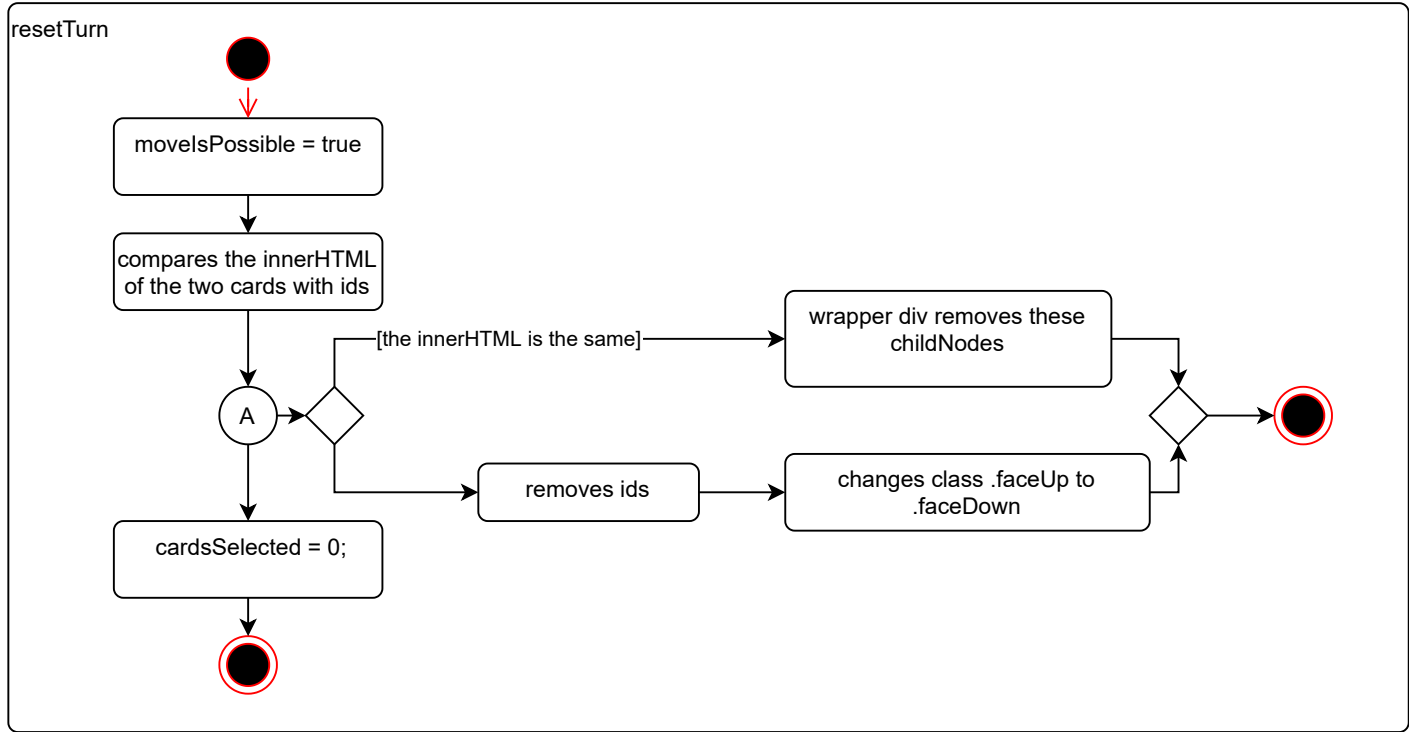 resetTurn
moveIsPossible = true
compares the innerHTML
of the two cards with ids
[the innerHTML is the same]
wrapper div removes these
childNodes
A
removes ids
changes class .faceUp to
.faceDown
cardsSelected = 0;